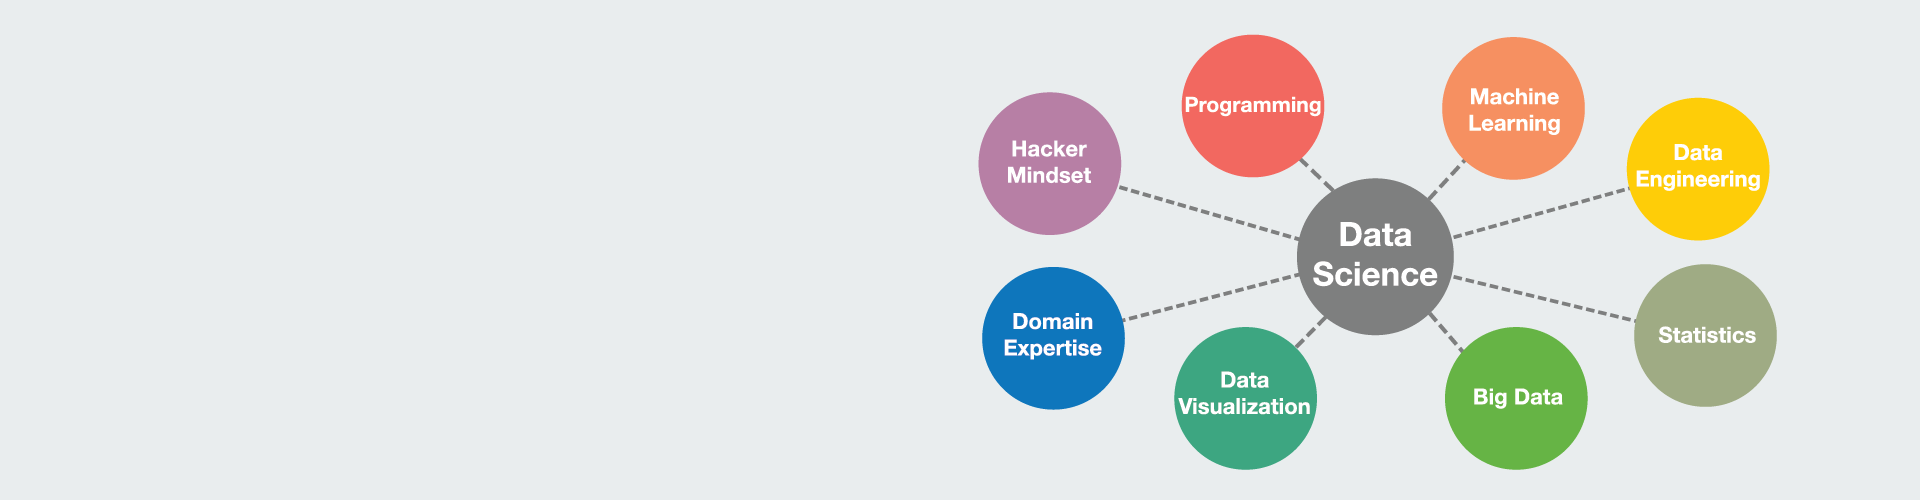 Programming
Machine
Learning
Hacker
Mindset
Data
Engineering
Data
Science
Domain
Expertise
Statistics
Data
Visualization
Big Data